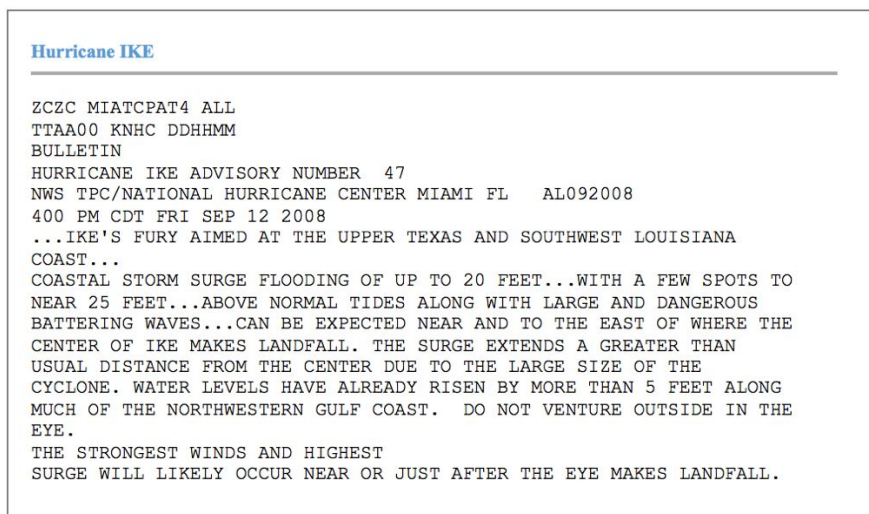 Hurricane IKE
ZCZC MIATCPAT4 ALL
TTAA00 KNHC DDHHMM
BULLETIN
HURRICANE IKE ADVISORY NUMBER  47
NWS TPC/NATIONAL HURRICANE CENTER MIAMI FL   AL092008
400 PM CDT FRI SEP 12 2008
...IKE'S FURY AIMED AT THE UPPER TEXAS AND SOUTHWEST LOUISIANA
COAST...
COASTAL STORM SURGE FLOODING OF UP TO 20 FEET...WITH A FEW SPOTS TO
NEAR 25 FEET...ABOVE NORMAL TIDES ALONG WITH LARGE AND DANGEROUS
BATTERING WAVES...CAN BE EXPECTED NEAR AND TO THE EAST OF WHERE THE
CENTER OF IKE MAKES LANDFALL. THE SURGE EXTENDS A GREATER THAN
USUAL DISTANCE FROM THE CENTER DUE TO THE LARGE SIZE OF THE
CYCLONE. WATER LEVELS HAVE ALREADY RISEN BY MORE THAN 5 FEET ALONG
MUCH OF THE NORTHWESTERN GULF COAST.  DO NOT VENTURE OUTSIDE IN THE
EYE.
THE STRONGEST WINDS AND HIGHEST
SURGE WILL LIKELY OCCUR NEAR OR JUST AFTER THE EYE MAKES LANDFALL.